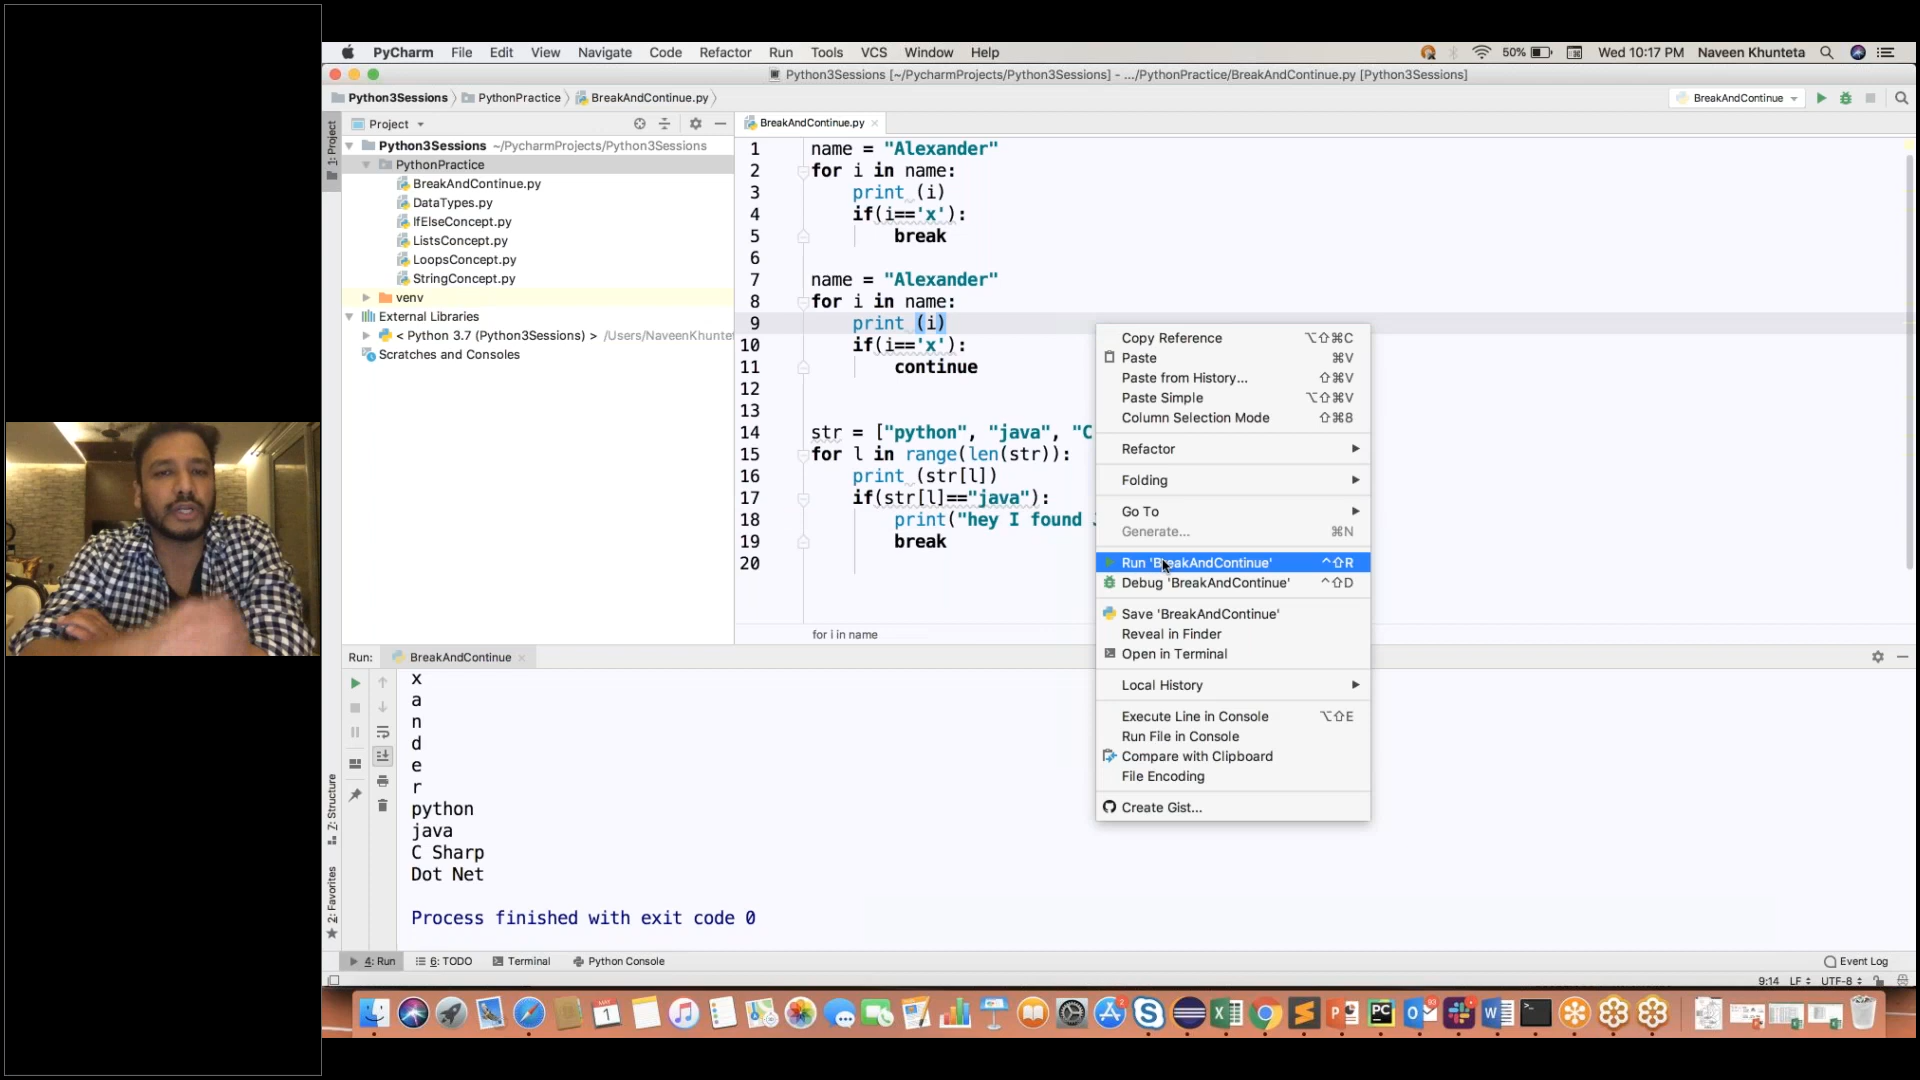 PyCharm File Edit View Navigate Code Refactor Run Tools VCS Window Help 50% Wed 10:17 PM Naveen Khunteta
Python3Sessions [~/PycharmProjects/Python3Sessions] - .../PythonPractice/BreakAndContinue.py [Python3Sessions]
Python3Sessions PythonPractice BreakAndContinue.py BreakAndContinue
1: Project
Project
Python3Sessions ~/PycharmProjects/Python3Sessions
PythonPractice
BreakAndContinue.py
DataTypes.py
IfElseConcept.py
ListsConcept.py
LoopsConcept.py
StringConcept.py
venv
External Libraries
< Python 3.7 (Python3Sessions) > /Users/NaveenKhunte
Scratches and Consoles
BreakAndContinue.py
1 name = "Alexander"
2 for i in name:
3 print (i)
4 if(i=='x'):
5 break
6
7 name = "Alexander"
8 for i in name:
9 print (i)
10 if(i=='x'):
11 continue
12
13
14 str = ["python", "java", "C
15 for l in range(len(str)):
16 print (str[l])
17 if(str[l]=="java"):
18 print("hey I found
19 break
20
for i in name
Copy Reference ⌥⇧⌘C
Paste ⌘V
Paste from History... ⇧⌘V
Paste Simple ⌥⇧⌘V
Column Selection Mode ⇧⌘8
Refactor
Folding
Go To
Generate... ⌘N
Run 'BreakAndContinue' ^⇧R
Debug 'BreakAndContinue' ^⇧D
Save 'BreakAndContinue'
Reveal in Finder
Open in Terminal
Local History
Execute Line in Console ⌥⇧E
Run File in Console
Compare with Clipboard
File Encoding
Create Gist...
Run: BreakAndContinue
x
a
n
d
e
r
python
java
C Sharp
Dot Net
Process finished with exit code 0
Z: Structure
2: Favorites
4: Run 6: TODO Terminal Python Console Event Log
9:14 LF UTF-8